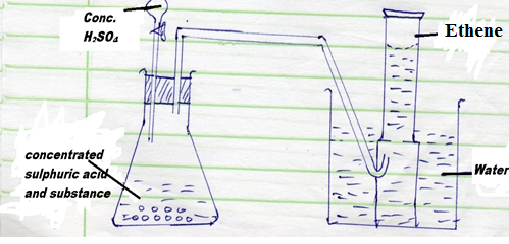 Conc.
H₂SO₄
Ethene
concentrated
sulphuric acid
and substance
Water